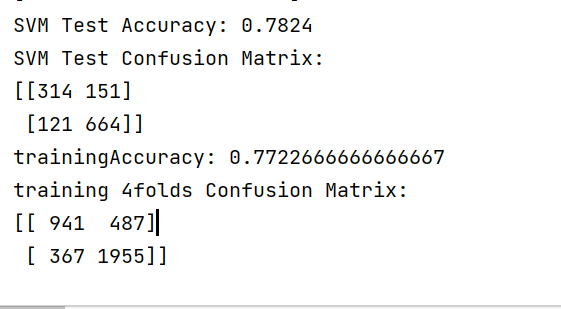 SVM Test Accuracy: 0.7824
SVM Test Confusion Matrix:
[[314 151]
 [121 664]]
trainingAccuracy: 0.7722666666666667
training 4folds Confusion Matrix:
[[ 941  487]
 [ 367 1955]]